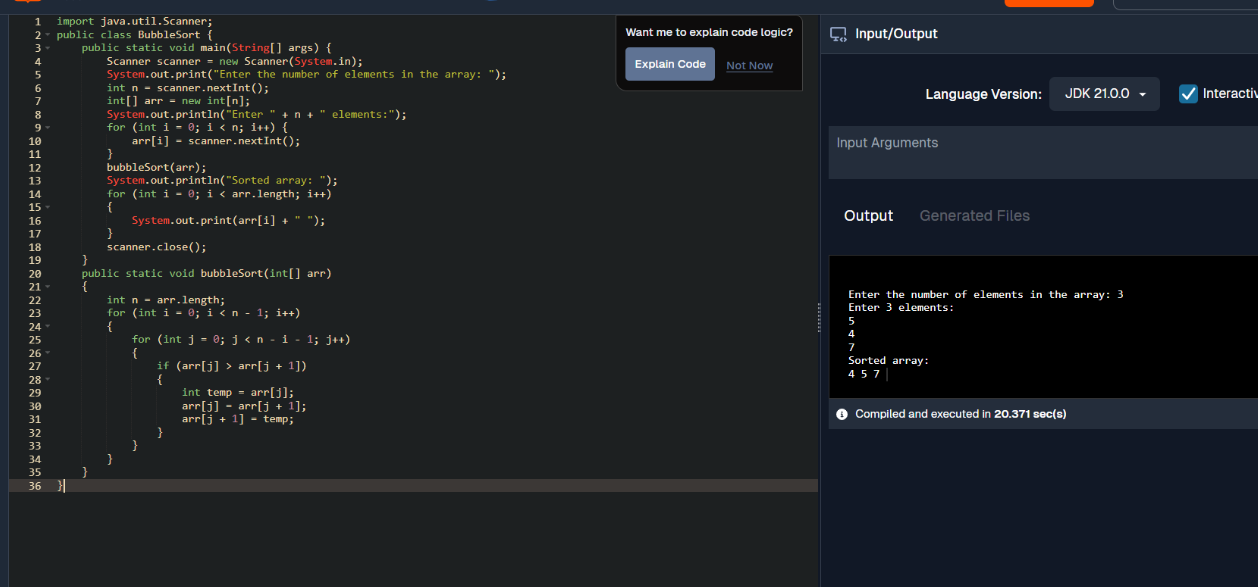 1 import java.util.Scanner;
2 public class BubbleSort {
3 public static void main(String[] args) {
4 Scanner scanner = new Scanner(System.in);
5 System.out.print("Enter the number of elements in the array: ");
6 int n = scanner.nextInt();
7 int[] arr = new int[n];
8 System.out.println("Enter " + n + " elements:");
9 for (int i = 0; i < n; i++) {
10 arr[i] = scanner.nextInt();
11 }
12 bubbleSort(arr);
13 System.out.println("Sorted array: ");
14 for (int i = 0; i < arr.length; i++)
15 {
16 System.out.print(arr[i] + " ");
17 }
18 scanner.close();
19 }
20 public static void bubbleSort(int[] arr)
21 {
22 int n = arr.length;
23 for (int i = 0; i < n - 1; i++)
24 {
25 for (int j = 0; j < n - i - 1; j++)
26 {
27 if (arr[j] > arr[j + 1])
28 {
29 int temp = arr[j];
30 arr[j] = arr[j + 1];
31 arr[j + 1] = temp;
32 }
33 }
34 }
35 }
36 }
Want me to explain code logic?
Explain Code Not Now
Input/Output
Language Version: JDK 21.0.0 Interactiv
Input Arguments
Output Generated Files
Enter the number of elements in the array: 3
Enter 3 elements:
5
4
7
Sorted array:
4 5 7
Compiled and executed in 20.371 sec(s)